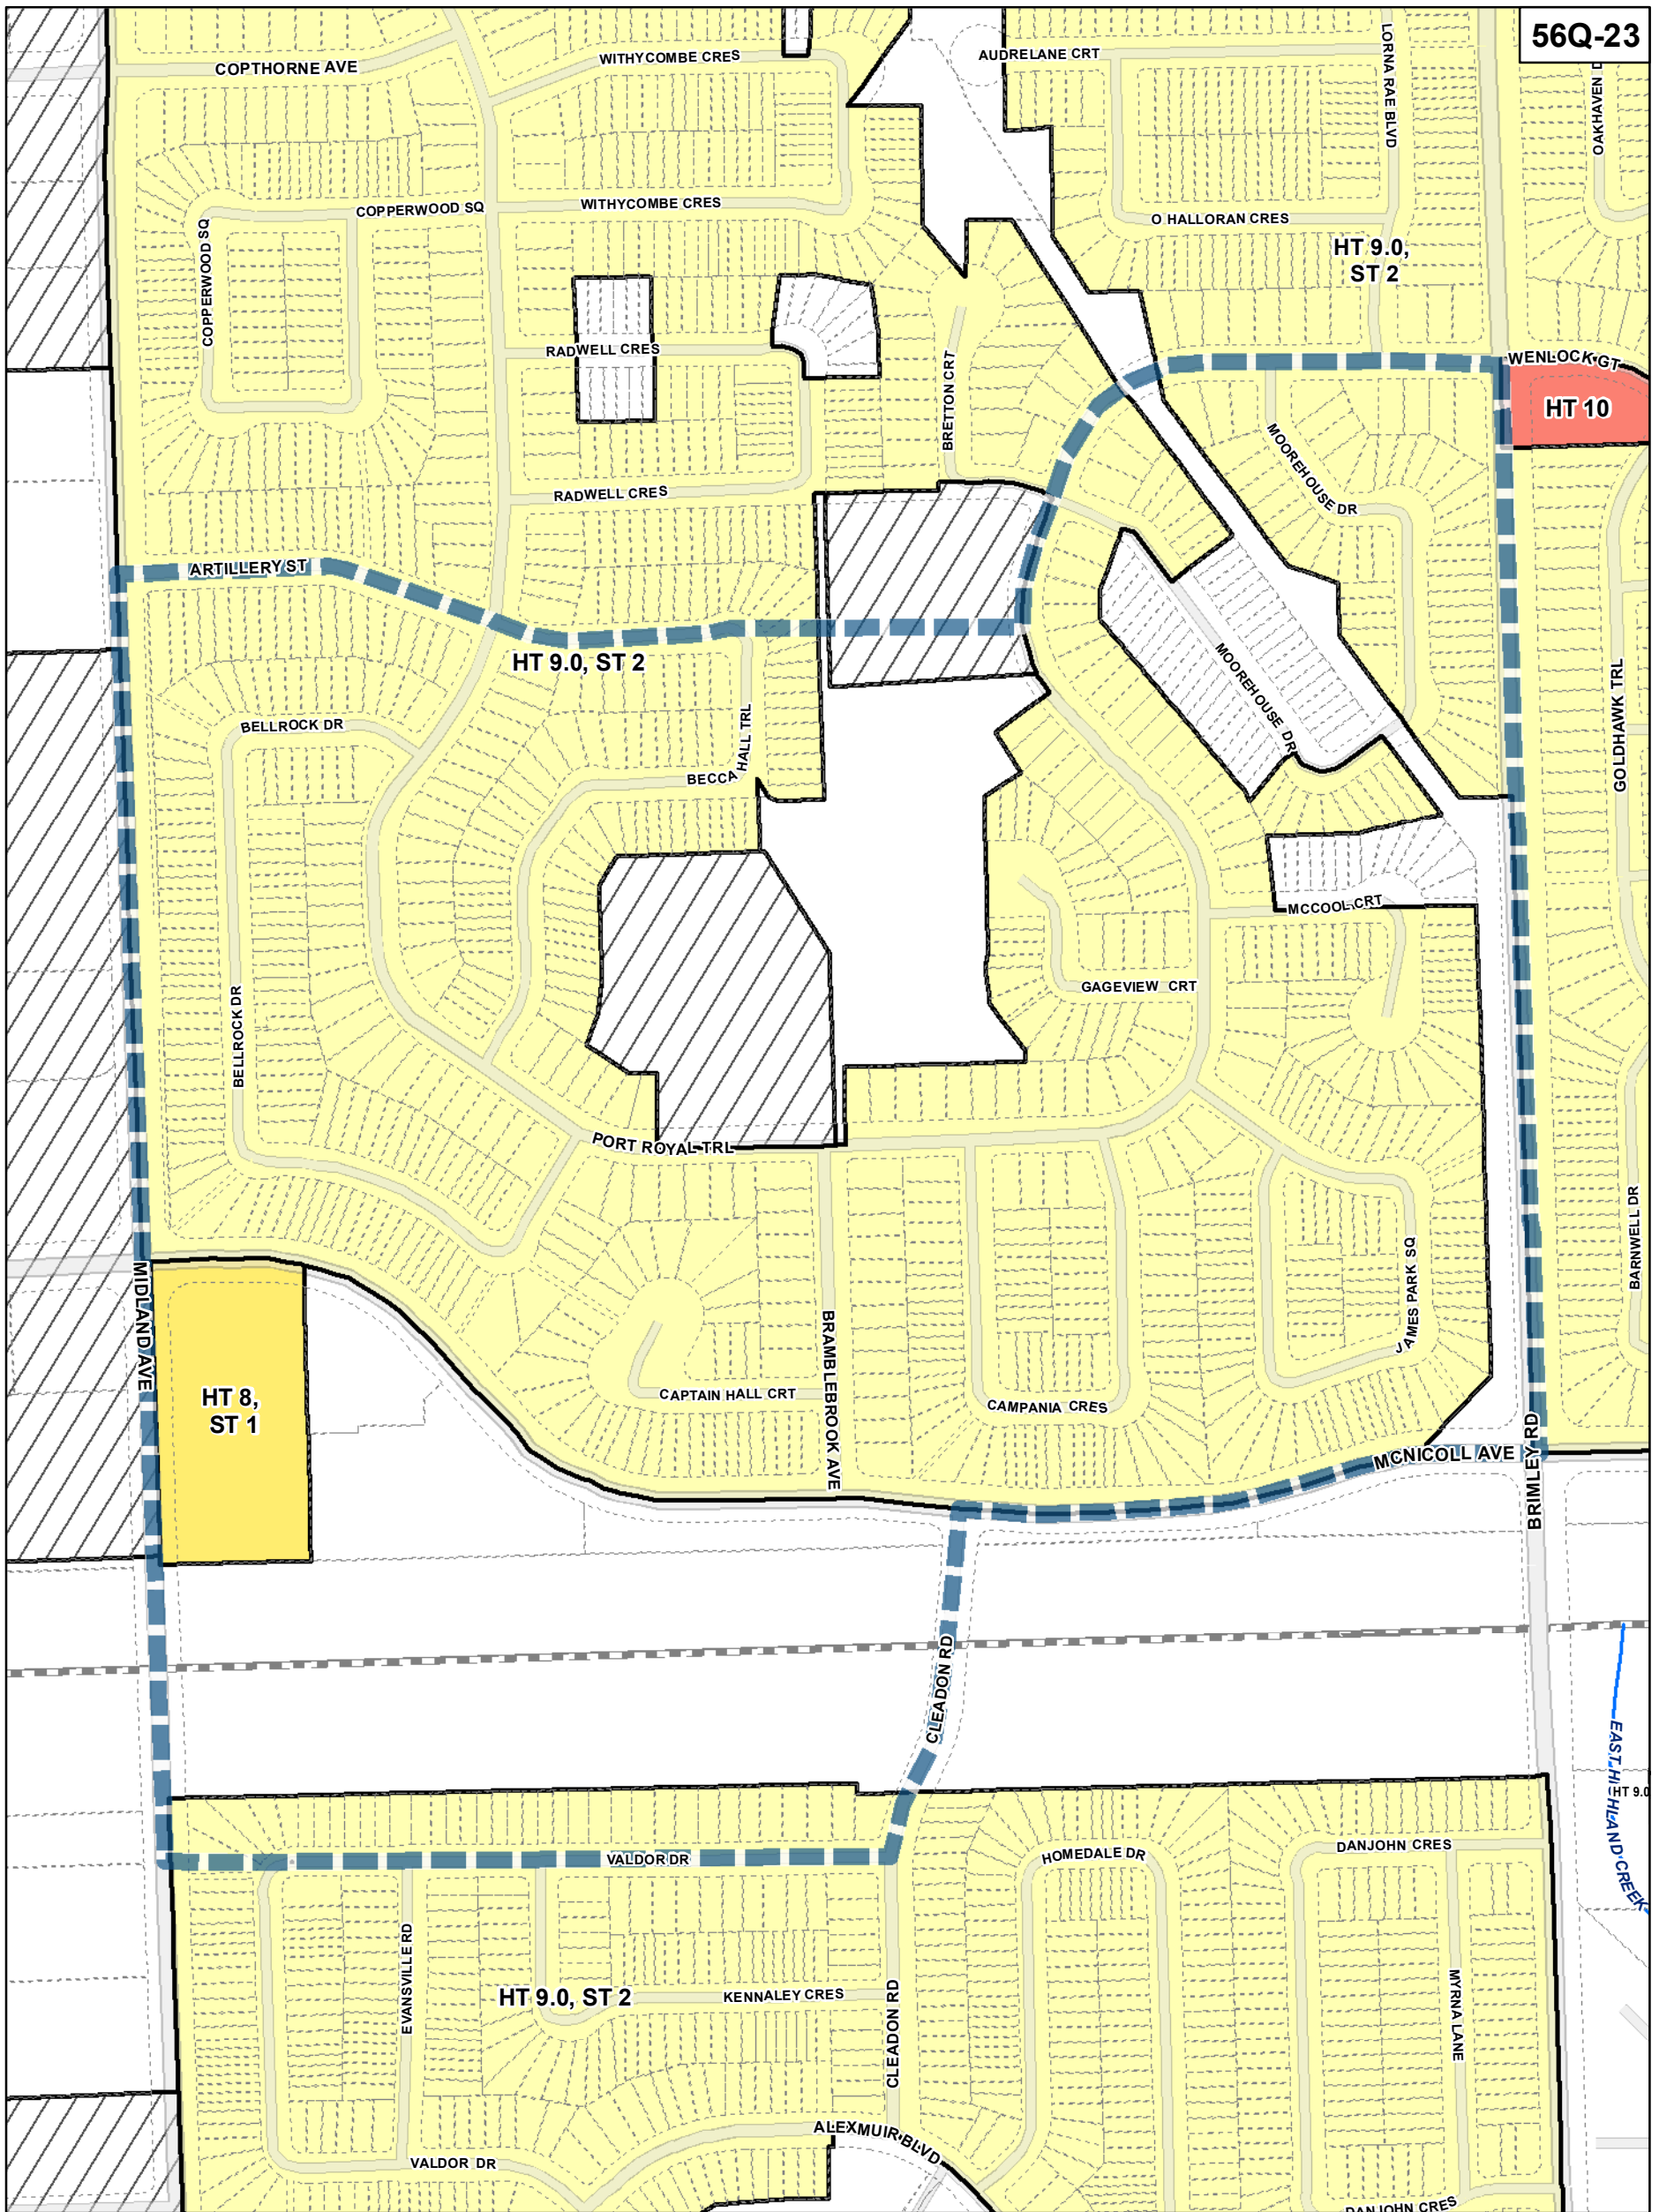 56Q-23
COPTHORNE AVE
WITHYCOMBE CRES
AUDRELANE CRT
LORNA RAE BLVD
OAKHAVEN D
COPPERWOOD SQ
COPPERWOOD SQ
WITHYCOMBE CRES
O HALLORAN CRES
HT 9.0,
ST 2
RADWELL CRES
BRETTON CRT
WENLOCK GT
HT 10
MOOREHOUSE DR
RADWELL CRES
ARTILLERY ST
HT 9.0, ST 2
MOOREHOUSE DR
GOLDHAWK TRL
BELLROCK DR
BECCA HALL TRL
MCCOOL CRT
GAGEVIEW CRT
BELLROCK DR
PORT ROYAL TRL
BARNWELL DR
JAMES PARK SQ
MIDLAND AVE
HT 8,
ST 1
BRAMBLEBROOK AVE
CAPTAIN HALL CRT
CAMPANIA CRES
MCNICOLL AVE
BRIMLEY RD
CLEADON RD
HT 9.0
VALDOR DR
HOMEDALE DR
DANJOHN CRES
EVANSVILLE RD
HT 9.0, ST 2
KENNALEY CRES
CLEADON RD
MYRNA LANE
ALEXMUIR BLVD
VALDOR DR
DANJOHN CRES